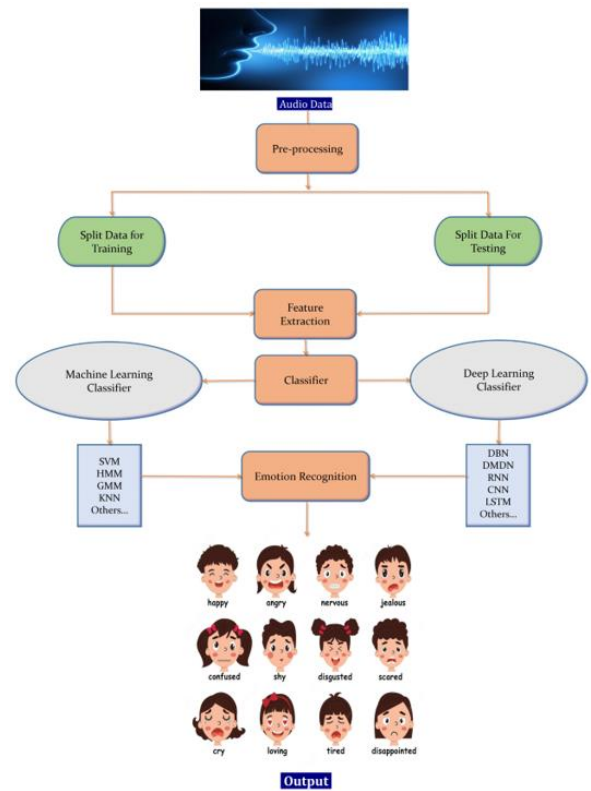 Audio Data
Pre-processing
Split Data for
Training
Split Data For
Testing
Feature
Extraction
Machine Learning
Classifier
Classifier
Deep Learning
Classifier
SVM
HMM
GMM
KNN
Others...
Emotion Recognition
DBN
DMDN
RNN
CNN
LSTM
Others...
happy
angry
nervous
jealous
confused
shy
disgusted
scared
cry
loving
tired
disappointed
Output